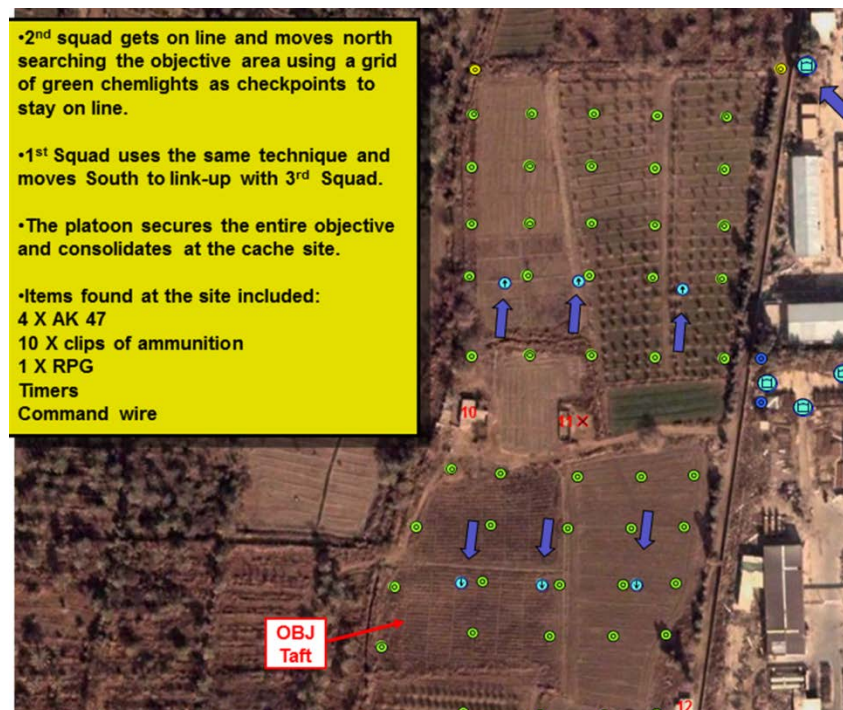 •2nd squad gets on line and moves north
searching the objective area using a grid
of green chemlights as checkpoints to
stay on line.
•1st Squad uses the same technique and
moves South to link-up with 3rd Squad.
•The platoon secures the entire objective
and consolidates at the cache site.
•Items found at the site included:
4 X AK 47
10 X clips of ammunition
1 X RPG
Timers
Command wire
10
11
OBJ
Taft
12